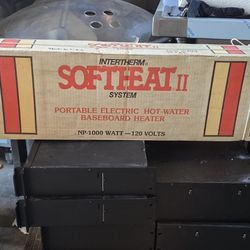 INTERTHERM®
SOFTHEAT II
SYSTEM
PORTABLE ELECTRIC HOT-WATER
BASEBOARD HEATER
NP-1000 WATT—120 VOLTS